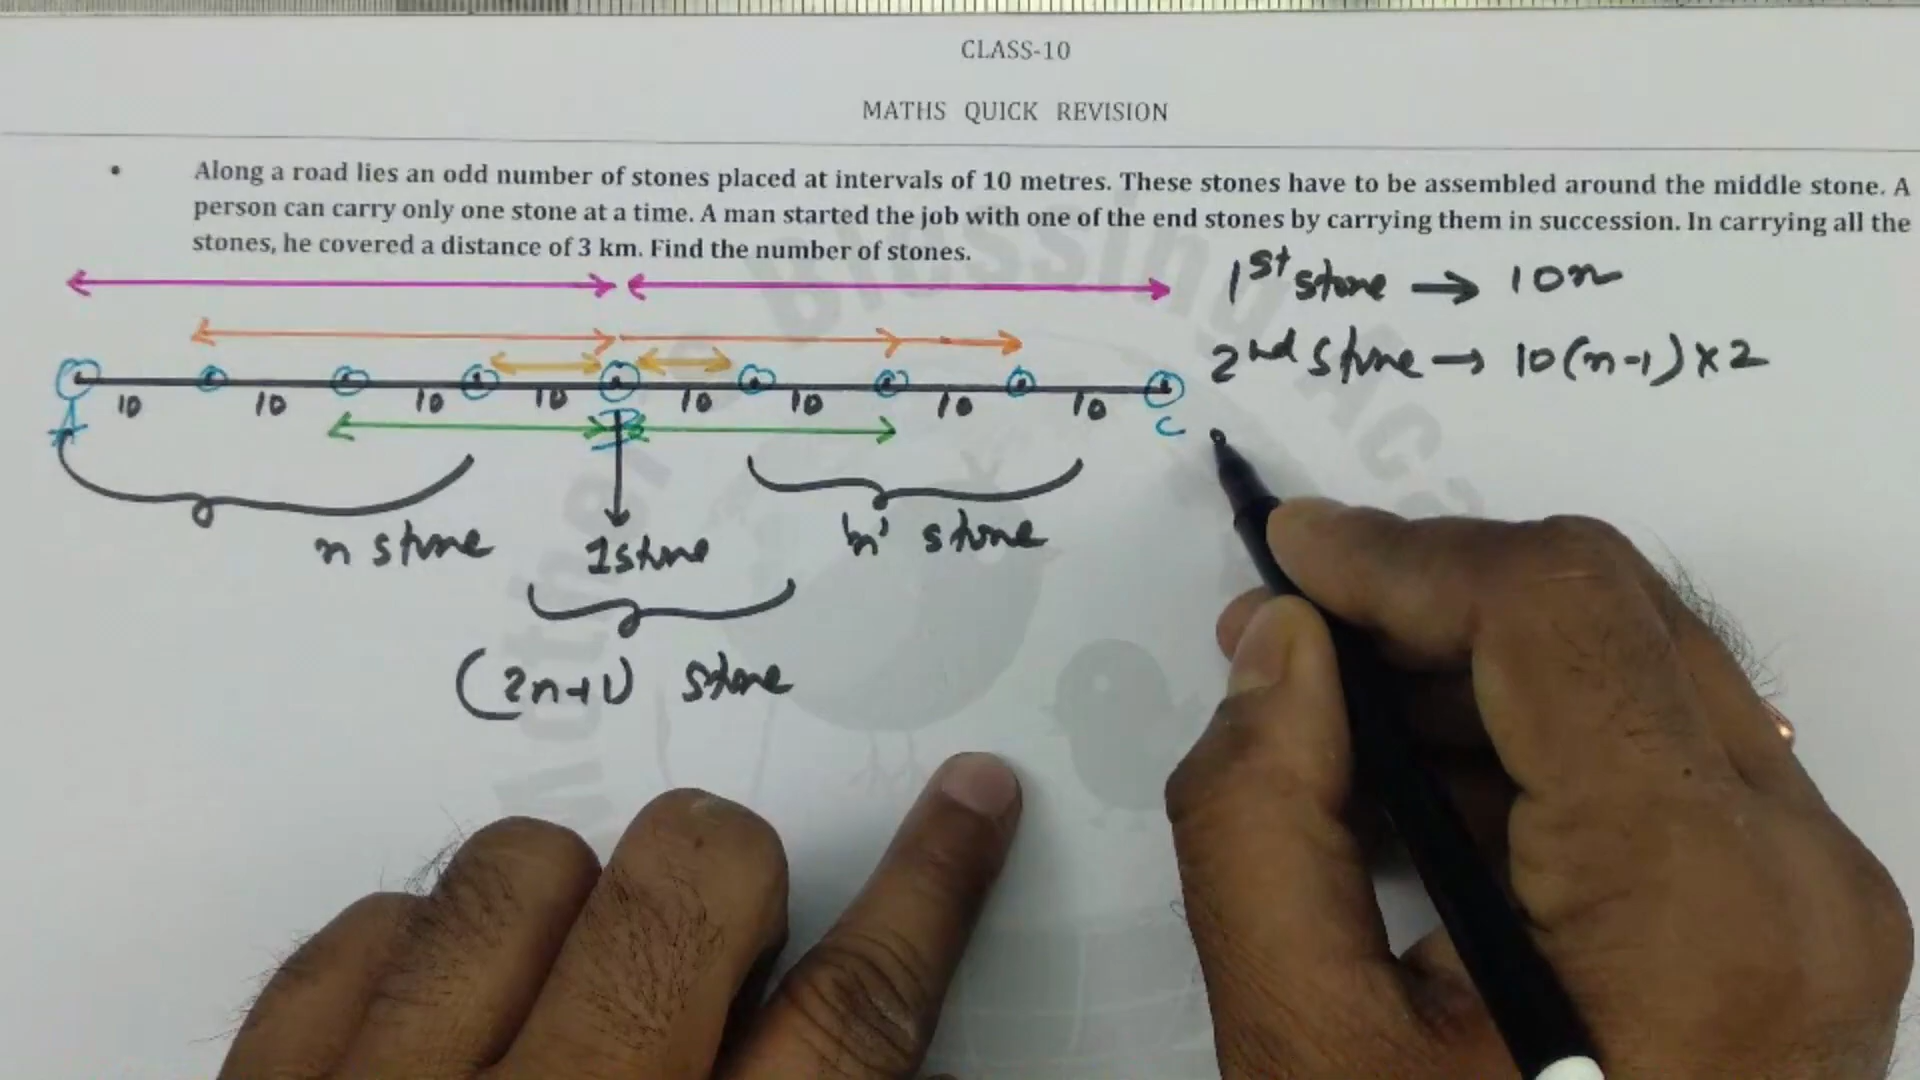 CLASS-10
MATHS QUICK REVISION
• Along a road lies an odd number of stones placed at intervals of 10 metres. These stones have to be assembled around the middle stone. A
person can carry only one stone at a time. A man started the job with one of the end stones by carrying them in succession. In carrying all the
stones, he covered a distance of 3 km. Find the number of stones.
1st stone → 10n
2nd stone → 10(n-1)×2
10 10 10 10 10 10 10 10
A B C
n stone 1 stone 'n' stone
(2n+1) stone
Mother's Blessing Aca